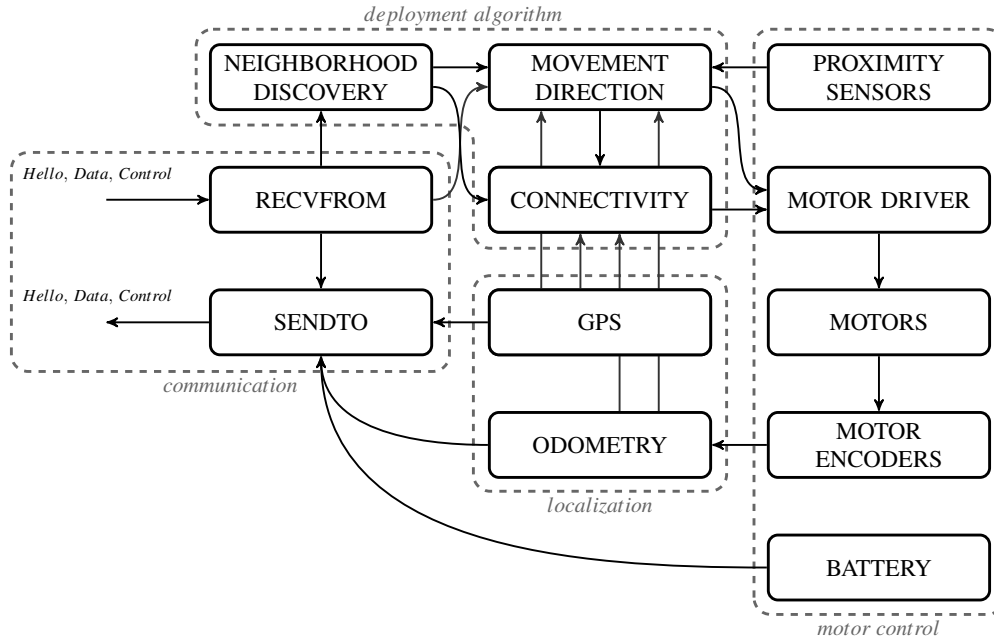 deployment algorithm
NEIGHBORHOOD
DISCOVERY
MOVEMENT
DIRECTION
PROXIMITY
SENSORS
Hello, Data, Control
RECVFROM
CONNECTIVITY
MOTOR DRIVER
Hello, Data, Control
SENDTO
GPS
MOTORS
communication
ODOMETRY
MOTOR
ENCODERS
localization
BATTERY
motor control